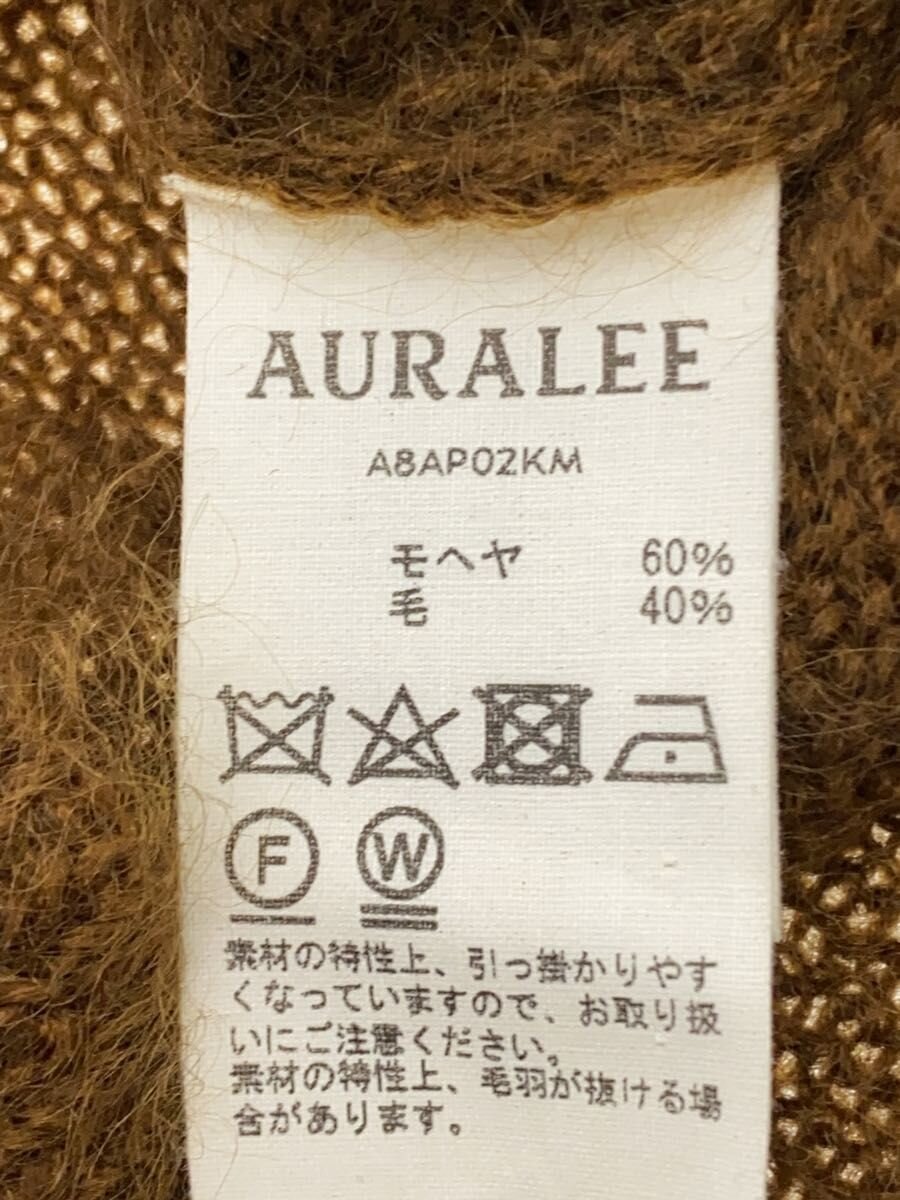 AURALEE
A8AP02KM
モヘヤ 60%
毛 40%
F W
素材の特性上、引っ掛かりやす
くなっていますので、お取り扱
いにご注意ください。
素材の特性上、毛羽が抜ける場
合があります。